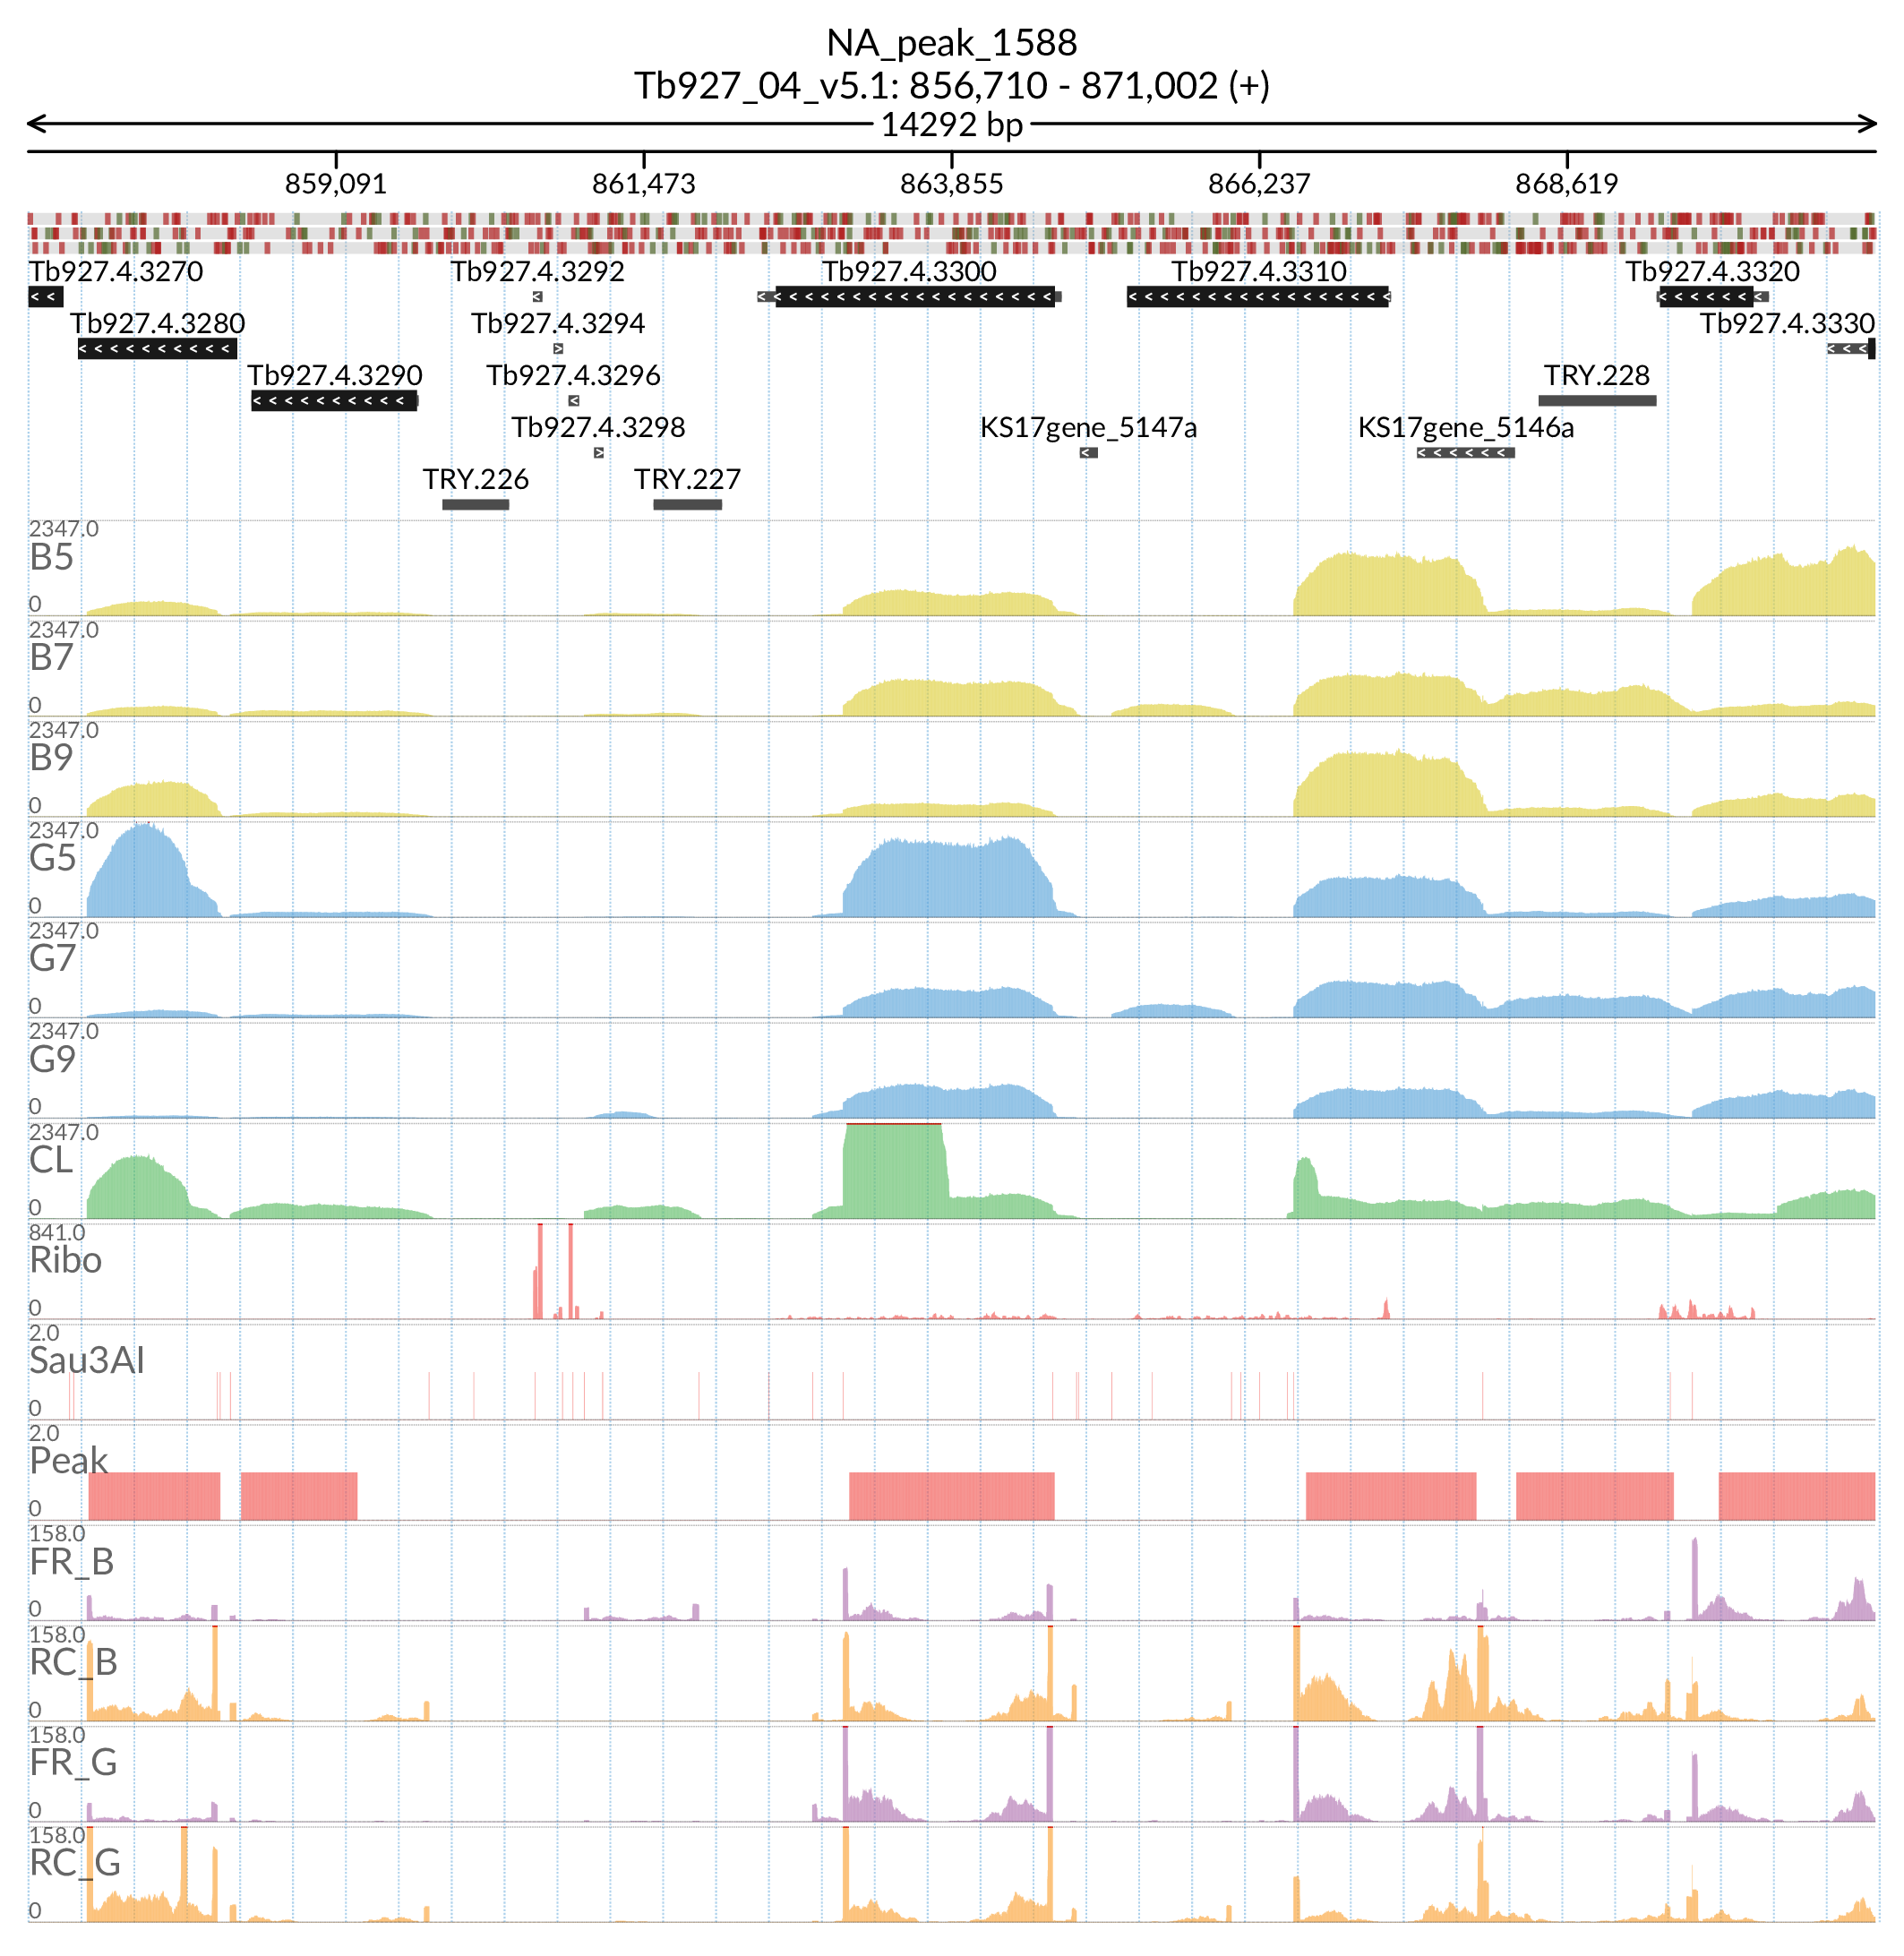 NA_peak_1588
Tb927_04_v5.1: 856,710 - 871,002 (+)
14292 bp
859,091 861,473 863,855 866,237 868,619
Tb927.4.3270 Tb927.4.3292 Tb927.4.3300 Tb927.4.3310 Tb927.4.3320
Tb927.4.3280 Tb927.4.3294 Tb927.4.3330
Tb927.4.3290 Tb927.4.3296 TRY.228
Tb927.4.3298 KS17gene_5147a KS17gene_5146a
TRY.226 TRY.227
2347.0
B5
0
2347.0
B7
0
2347.0
B9
0
2347.0
G5
0
2347.0
G7
0
2347.0
G9
0
2347.0
CL
0
841.0
Ribo
0
2.0
Sau3AI
0
2.0
Peak
0
158.0
FR_B
0
158.0
RC_B
0
158.0
FR_G
0
158.0
RC_G
0